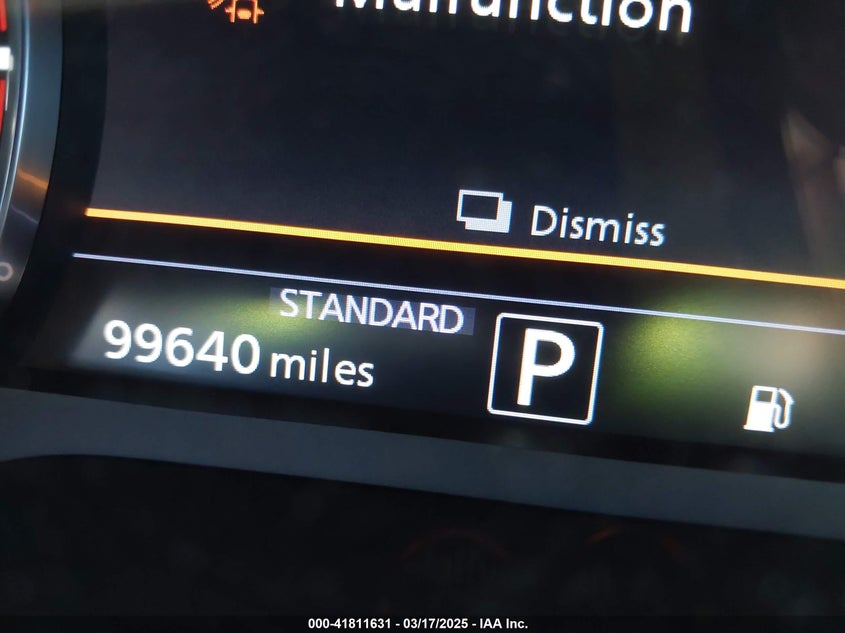 Malfunction
Dismiss
STANDARD
99640 miles
P
000-41811631 - 03/17/2025 - IAA Inc.